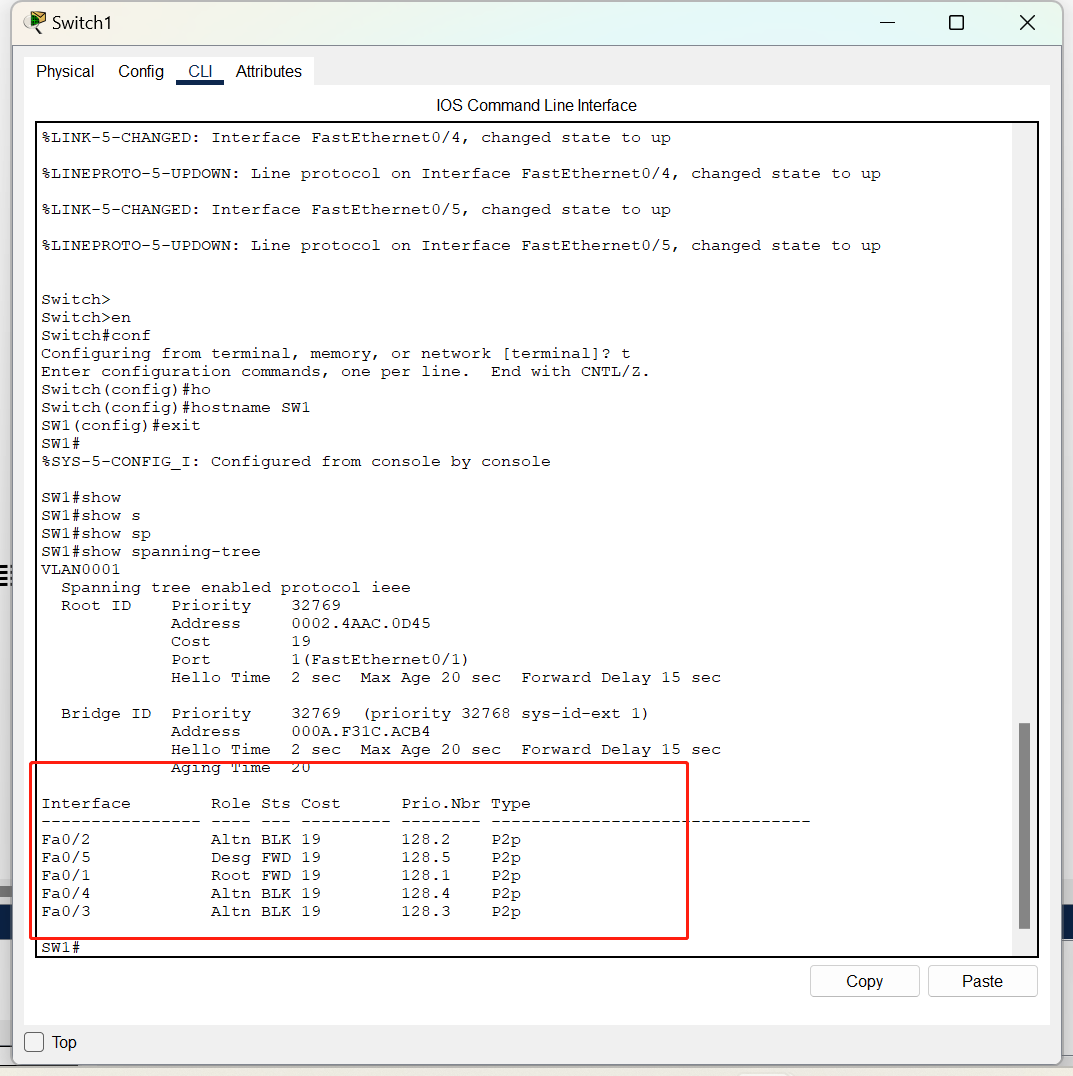 Switch1
Physical Config CLI Attributes
IOS Command Line Interface
%LINK-5-CHANGED: Interface FastEthernet0/4, changed state to up
%LINEPROTO-5-UPDOWN: Line protocol on Interface FastEthernet0/4, changed state to up
%LINK-5-CHANGED: Interface FastEthernet0/5, changed state to up
%LINEPROTO-5-UPDOWN: Line protocol on Interface FastEthernet0/5, changed state to up
Switch>
Switch>en
Switch#conf
Configuring from terminal, memory, or network [terminal]? t
Enter configuration commands, one per line.  End with CNTL/Z.
Switch(config)#ho
Switch(config)#hostname SW1
SW1(config)#exit
SW1#
%SYS-5-CONFIG_I: Configured from console by console
SW1#show
SW1#show s
SW1#show sp
SW1#show spanning-tree
VLAN0001
  Spanning tree enabled protocol ieee
  Root ID    Priority    32769
             Address     0002.4AAC.0D45
             Cost        19
             Port        1(FastEthernet0/1)
             Hello Time  2 sec  Max Age 20 sec  Forward Delay 15 sec
  Bridge ID  Priority    32769  (priority 32768 sys-id-ext 1)
             Address     000A.F31C.ACB4
             Hello Time  2 sec  Max Age 20 sec  Forward Delay 15 sec
             Aging Time  20
Interface        Role Sts Cost      Prio.Nbr Type
---------------- ---- --- --------- -------- --------------------------------
Fa0/2            Altn BLK 19        128.2    P2p
Fa0/5            Desg FWD 19        128.5    P2p
Fa0/1            Root FWD 19        128.1    P2p
Fa0/4            Altn BLK 19        128.4    P2p
Fa0/3            Altn BLK 19        128.3    P2p
SW1#
Copy Paste
Top